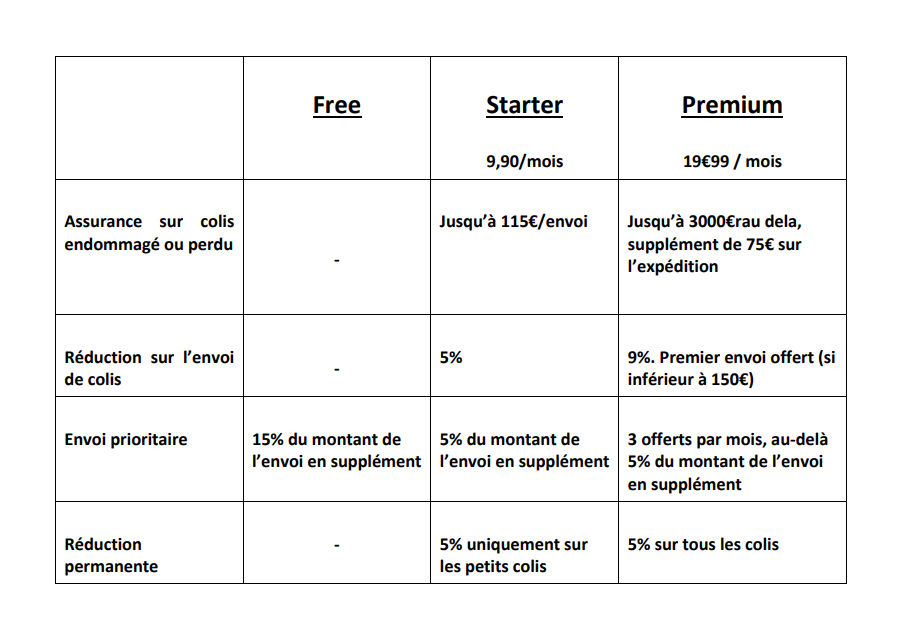 Free
Starter
Premium
9,90/mois
19€99 / mois
Assurance sur colis
endommagé ou perdu
-
Jusqu’à 115€/envoi
Jusqu’à 3000€rau dela,
supplément de 75€ sur
l’expédition
Réduction sur l’envoi
de colis
-
5%
9%. Premier envoi offert (si
inférieur à 150€)
Envoi prioritaire
15% du montant de
l’envoi en supplément
5% du montant de
l’envoi en supplément
3 offerts par mois, au-delà
5% du montant de l’envoi
en supplément
Réduction
permanente
-
5% uniquement sur
les petits colis
5% sur tous les colis